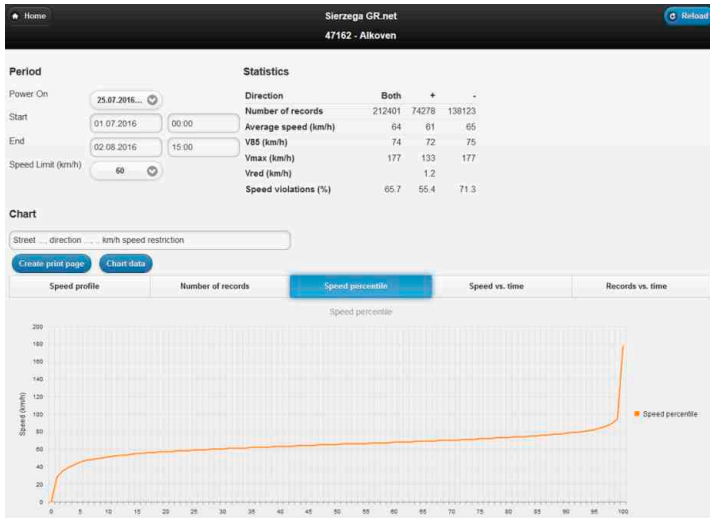 Home
Sierzega GR.net
Reload
47162 - Alkoven
Period
Statistics
Power On
25.07.2016...
Start
01.07.2016 00:00
End
02.08.2016 15:00
Speed Limit (km/h)
60
Direction Both + -
Number of records 212401 74278 138123
Average speed (km/h) 64 61 65
V85 (km/h) 74 72 75
Vmax (km/h) 177 133 177
Vred (km/h) 1.2
Speed violations (%) 65.7 55.4 71.3
Chart
Street ..., direction ..., .. km/h speed restriction
Create print page Chart data
Speed profile Number of records Speed percentile Speed vs. time Records vs. time
Speed percentile
200
180
160
140
120
100
80
60
40
20
0
Speed (km/h)
Speed percentile
0 5 10 15 20 25 30 35 40 45 50 55 60 65 70 75 80 85 90 95 100